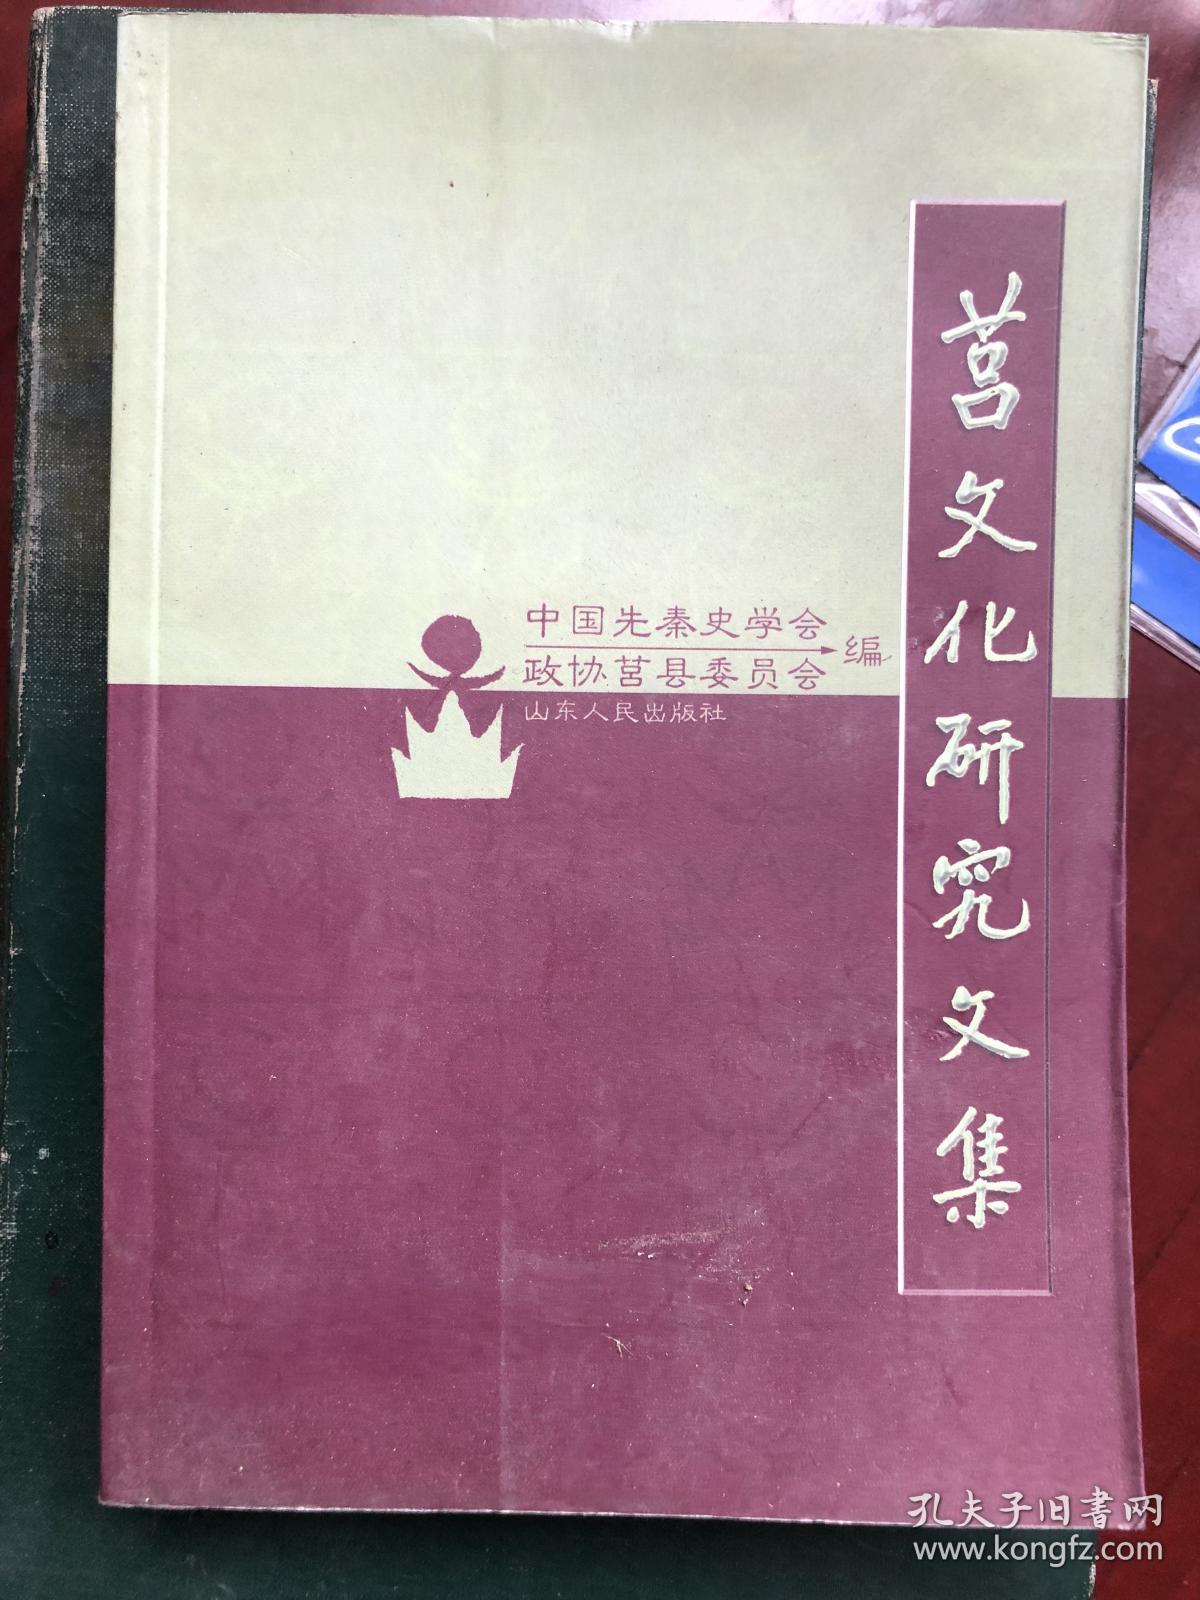 莒文化研究文集
中国先秦史学会
政协莒县委员会
编
山东人民出版社
孔夫子旧書网
www.kongfz.com